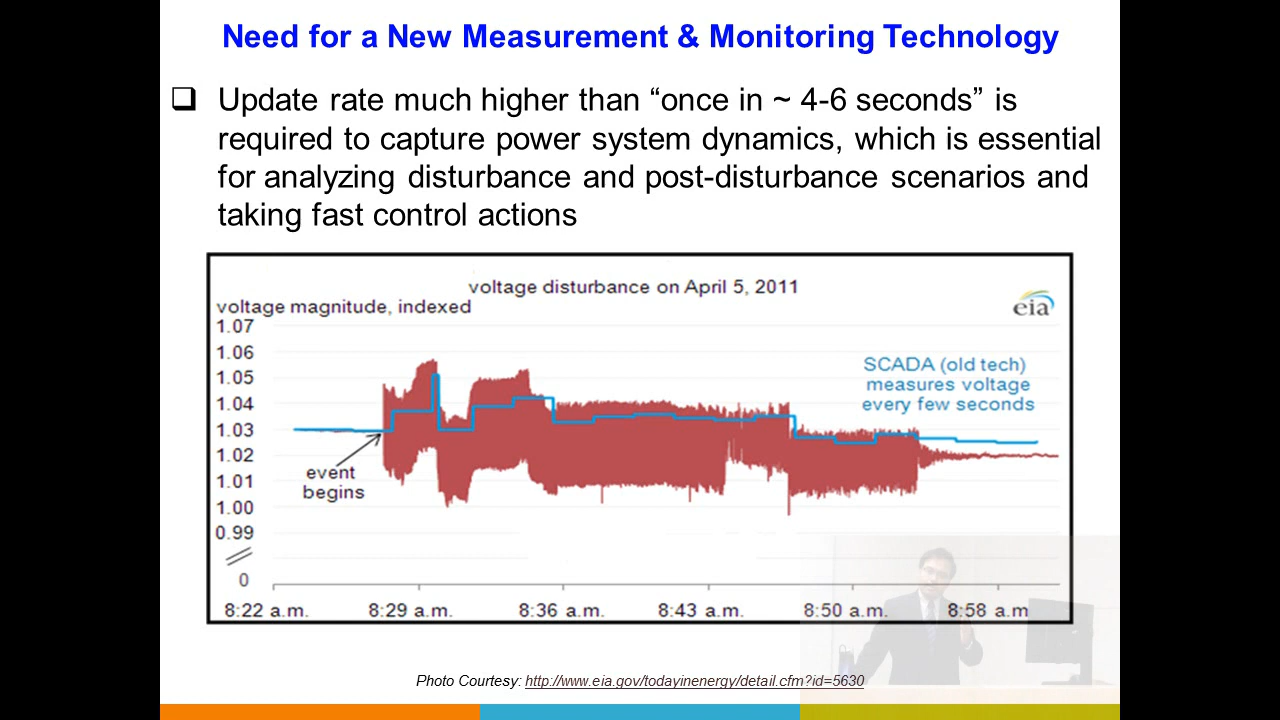 Need for a New Measurement & Monitoring Technology
❑ Update rate much higher than “once in ~ 4-6 seconds” is
required to capture power system dynamics, which is essential
for analyzing disturbance and post-disturbance scenarios and
taking fast control actions
voltage disturbance on April 5, 2011
voltage magnitude, indexed
eia
1.07
1.06
1.05
1.04
1.03
1.02
1.01
1.00
0.99
0
SCADA (old tech)
measures voltage
every few seconds
event
begins
8:22 a.m. 8:29 a.m. 8:36 a.m. 8:43 a.m. 8:50 a.m. 8:58 a.m
Photo Courtesy: http://www.eia.gov/todayinenergy/detail.cfm?id=5630